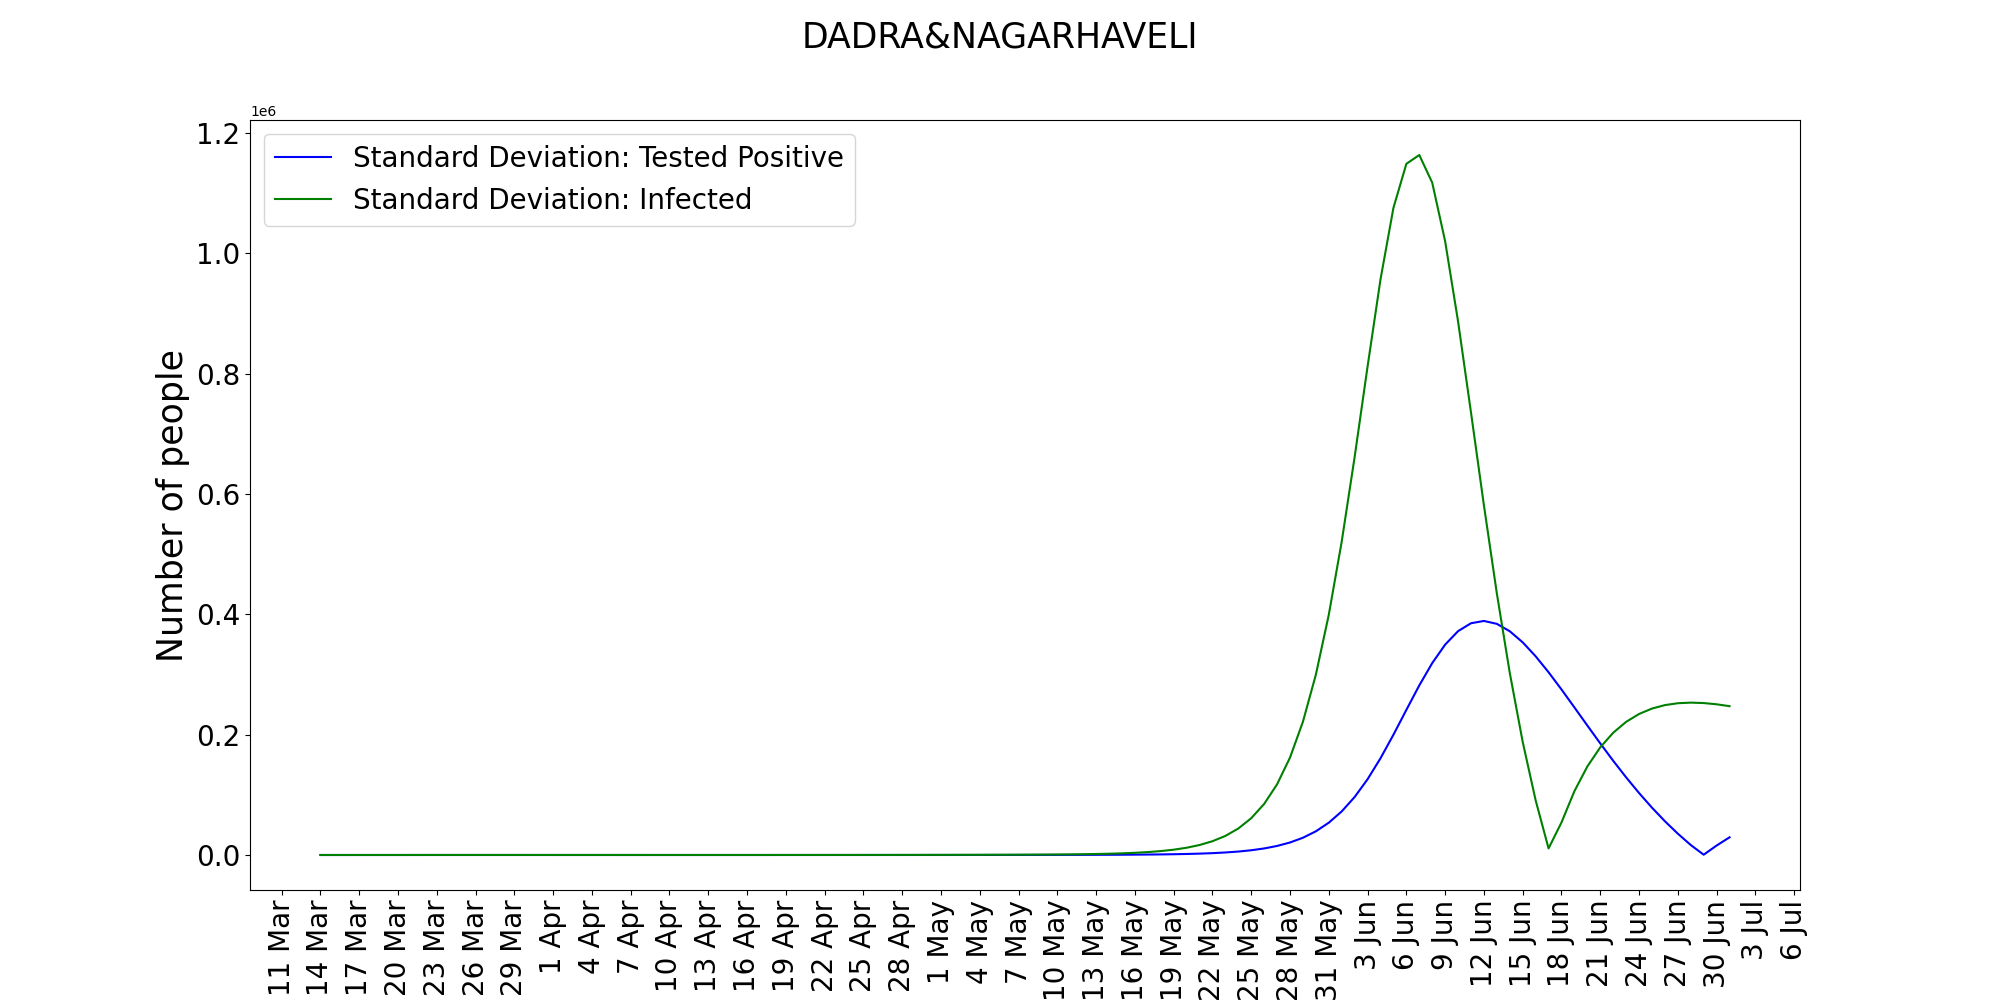 DADRA&NAGARHAVELI
1e6
Standard Deviation: Tested Positive
Standard Deviation: Infected
Number of people
1.2
1.0
0.8
0.6
0.4
0.2
0.0
11 Mar
14 Mar
17 Mar
20 Mar
23 Mar
26 Mar
29 Mar
1 Apr
4 Apr
7 Apr
10 Apr
13 Apr
16 Apr
19 Apr
22 Apr
25 Apr
28 Apr
1 May
4 May
7 May
10 May
13 May
16 May
19 May
22 May
25 May
28 May
31 May
3 Jun
6 Jun
9 Jun
12 Jun
15 Jun
18 Jun
21 Jun
24 Jun
27 Jun
30 Jun
3 Jul
6 Jul